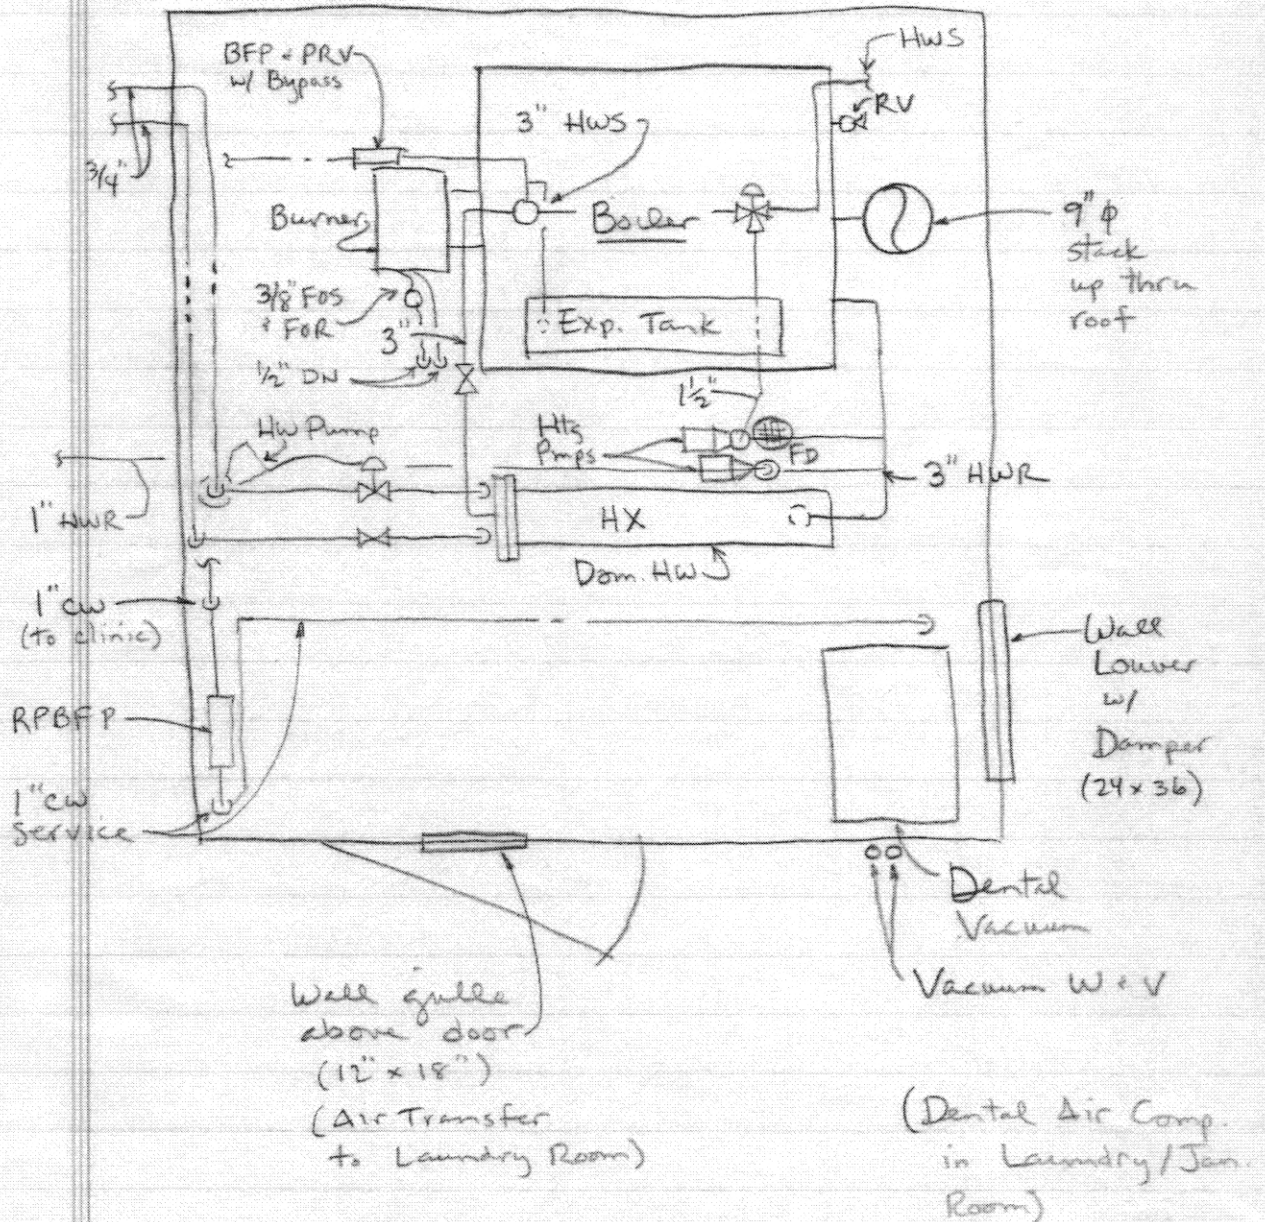 BFP & PRV
w/ Bypass
HWS
RV
3" HWS
3/4"
Burner
Boiler
9" φ
stack
up thru
roof
3/8" FOS
& FOR
3"
Exp. Tank
1/2" DN
1 1/2"
HW Pump
Htg
Pmps
FD
3" HWR
1" HWR
HX
Dom. HW
1" CW
(to clinic)
Wall
Louver
w/
Damper
(24 x 36)
RPBFP
1" CW
Service
Dental
Vacuum
Vacuum W & V
Wall grille
above door
(12" x 18")
(Air Transfer
to Laundry Room)
(Dental Air Comp.
in Laundry/Jan.
Room)